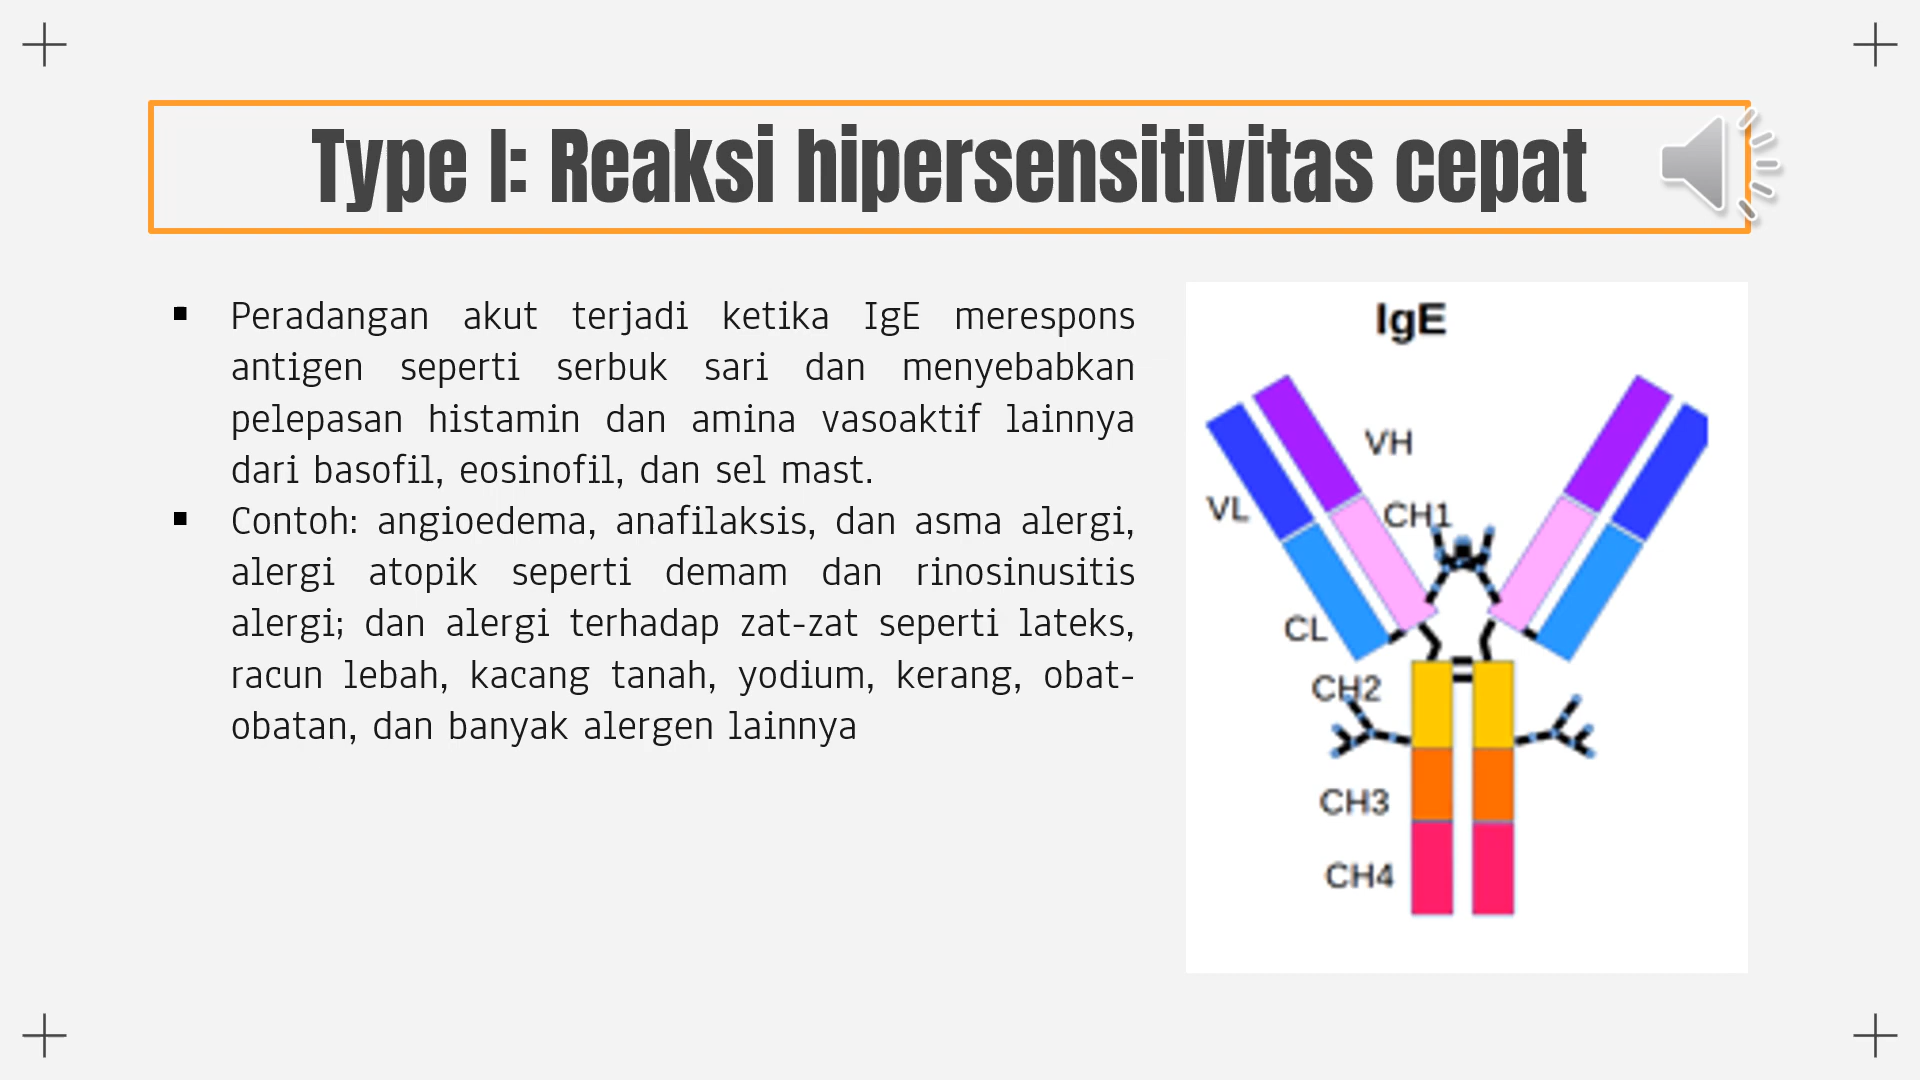 Type I: Reaksi hipersensitivitas cepat
▪ Peradangan akut terjadi ketika IgE merespons
antigen seperti serbuk sari dan menyebabkan
pelepasan histamin dan amina vasoaktif lainnya
dari basofil, eosinofil, dan sel mast.
▪ Contoh: angioedema, anafilaksis, dan asma alergi,
alergi atopik seperti demam dan rinosinusitis
alergi; dan alergi terhadap zat-zat seperti lateks,
racun lebah, kacang tanah, yodium, kerang, obat-
obatan, dan banyak alergen lainnya
IgE
VH
VL
CH1
CL
CH2
CH3
CH4